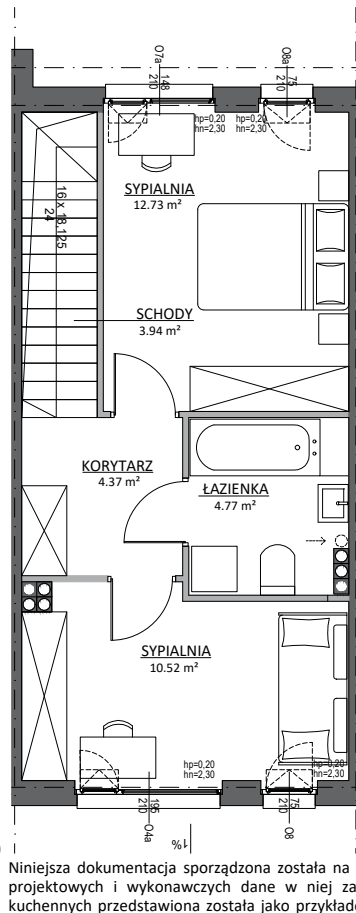 O7a
148
210
O8a
75
210
hp=0,20
hn=2,30
hp=0,20
hn=2,30
SYPIALNIA
12.73 m²
16 x 18,125
24
SCHODY
3.94 m²
KORYTARZ
4.37 m²
ŁAZIENKA
4.77 m²
SYPIALNIA
10.52 m²
hp=0,20
hn=2,30
hp=0,20
hn=2,30
195
210
O4a
75
210
O8
1%
Niniejsza dokumentacja sporządzona została na
projektowych i wykonawczych dane w niej za
kuchennych przedstawiona została jako przykład